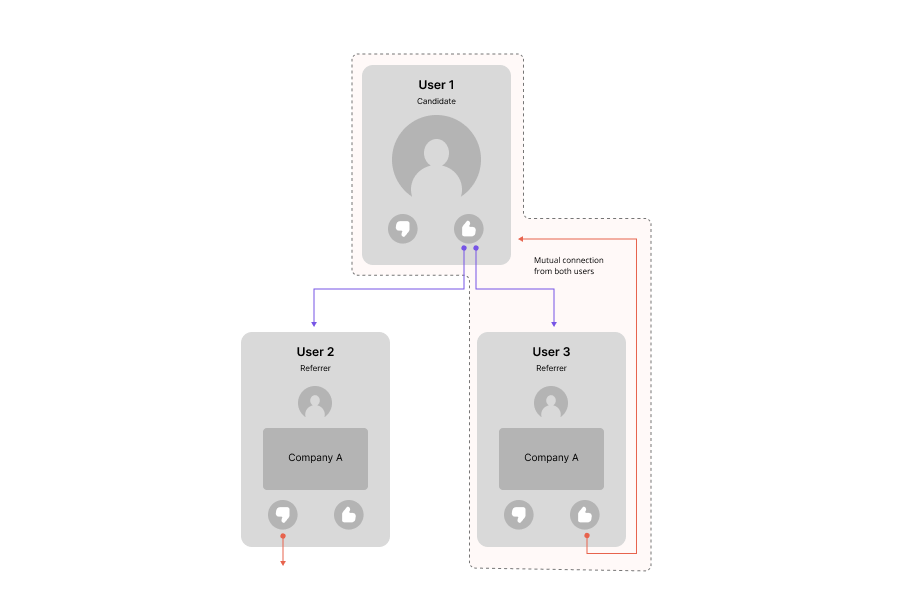 User 1
Candidate
Mutual connection
from both users
User 2
Referrer
Company A
User 3
Referrer
Company A